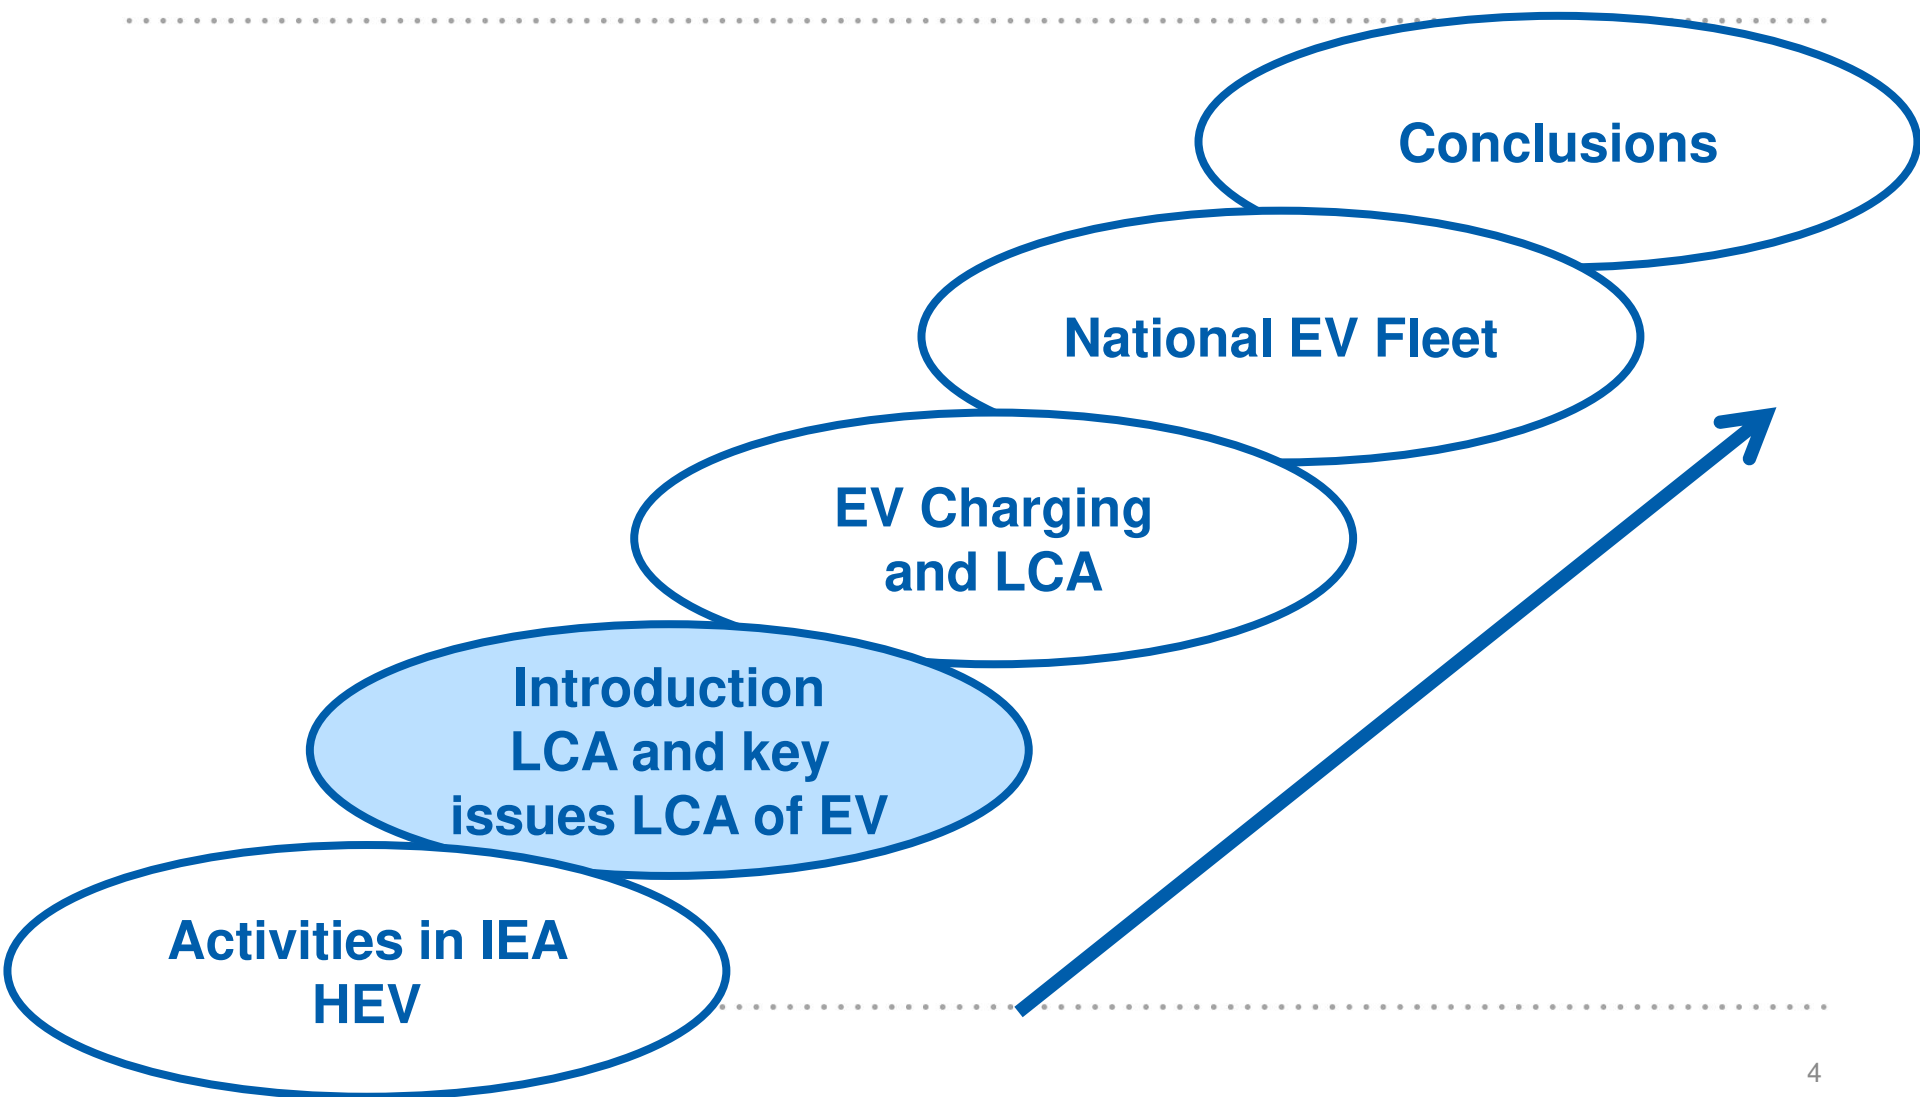 Conclusions
National EV Fleet
EV Charging
and LCA
Introduction
LCA and key
issues LCA of EV
Activities in IEA
HEV
4